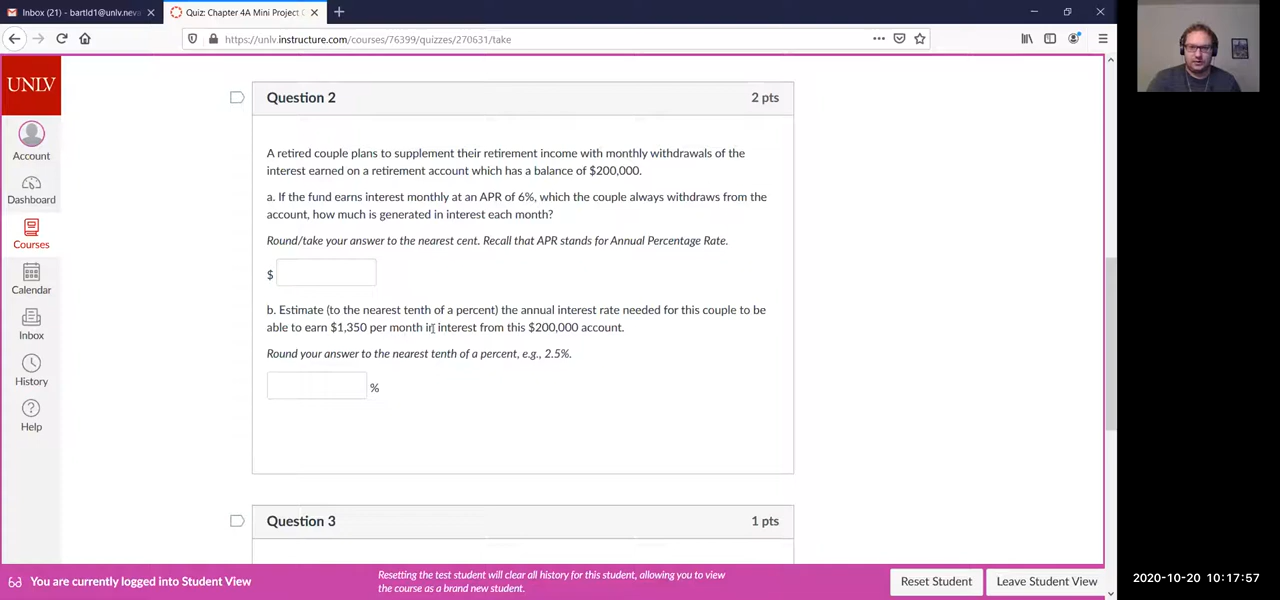 Inbox (21) - bartld1@unlv.neva
Quiz: Chapter 4A Mini Project
https://unlv.instructure.com/courses/76399/quizzes/270631/take
UNLV
Account
Dashboard
Courses
Calendar
Inbox
History
Help
Question 2
2 pts
A retired couple plans to supplement their retirement income with monthly withdrawals of the
interest earned on a retirement account which has a balance of $200,000.
a. If the fund earns interest monthly at an APR of 6%, which the couple always withdraws from the
account, how much is generated in interest each month?
Round/take your answer to the nearest cent. Recall that APR stands for Annual Percentage Rate.
$
b. Estimate (to the nearest tenth of a percent) the annual interest rate needed for this couple to be
able to earn $1,350 per month in interest from this $200,000 account.
Round your answer to the nearest tenth of a percent, e.g., 2.5%.
%
Question 3
1 pts
You are currently logged into Student View
Resetting the test student will clear all history for this student, allowing you to view
the course as a brand new student.
Reset Student
Leave Student View
2020-10-20 10:17:57